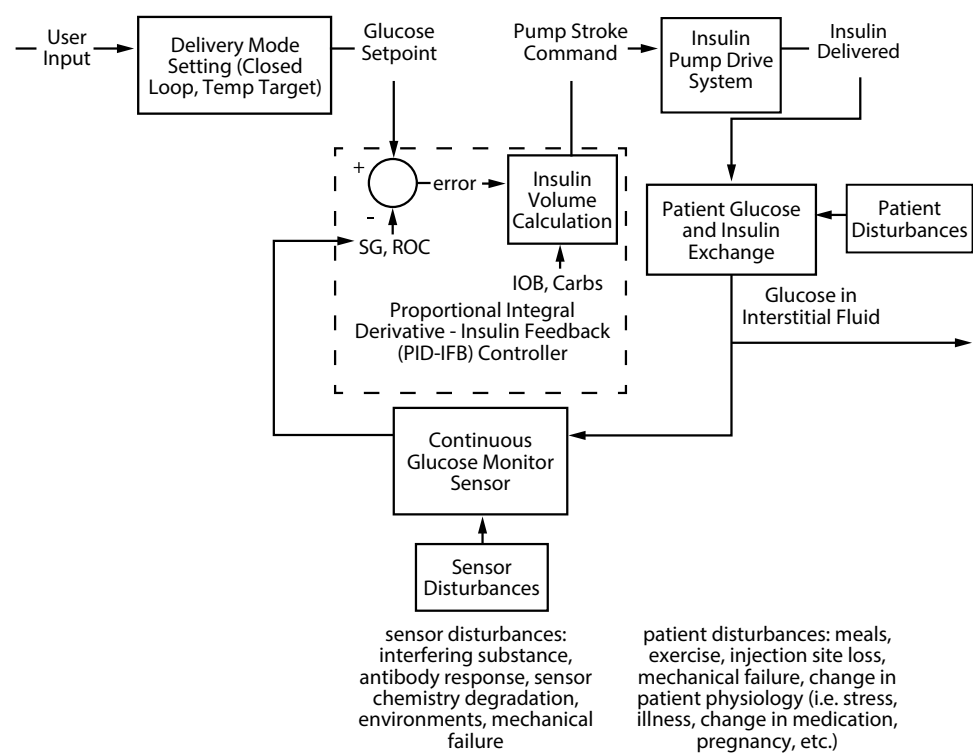 User
Input
Delivery Mode
Setting (Closed
Loop, Temp Target)
Glucose
Setpoint
Pump Stroke
Command
Insulin
Pump Drive
System
Insulin
Delivered
+
-
error
SG, ROC
Insulin
Volume
Calculation
IOB, Carbs
Proportional Integral
Derivative - Insulin Feedback
(PID-IFB) Controller
Patient Glucose
and Insulin
Exchange
Patient
Disturbances
Glucose in
Interstitial Fluid
Continuous
Glucose Monitor
Sensor
Sensor
Disturbances
sensor disturbances:
interfering substance,
antibody response, sensor
chemistry degradation,
environments, mechanical
failure
patient disturbances: meals,
exercise, injection site loss,
mechanical failure, change in
patient physiology (i.e. stress,
illness, change in medication,
pregnancy, etc.)